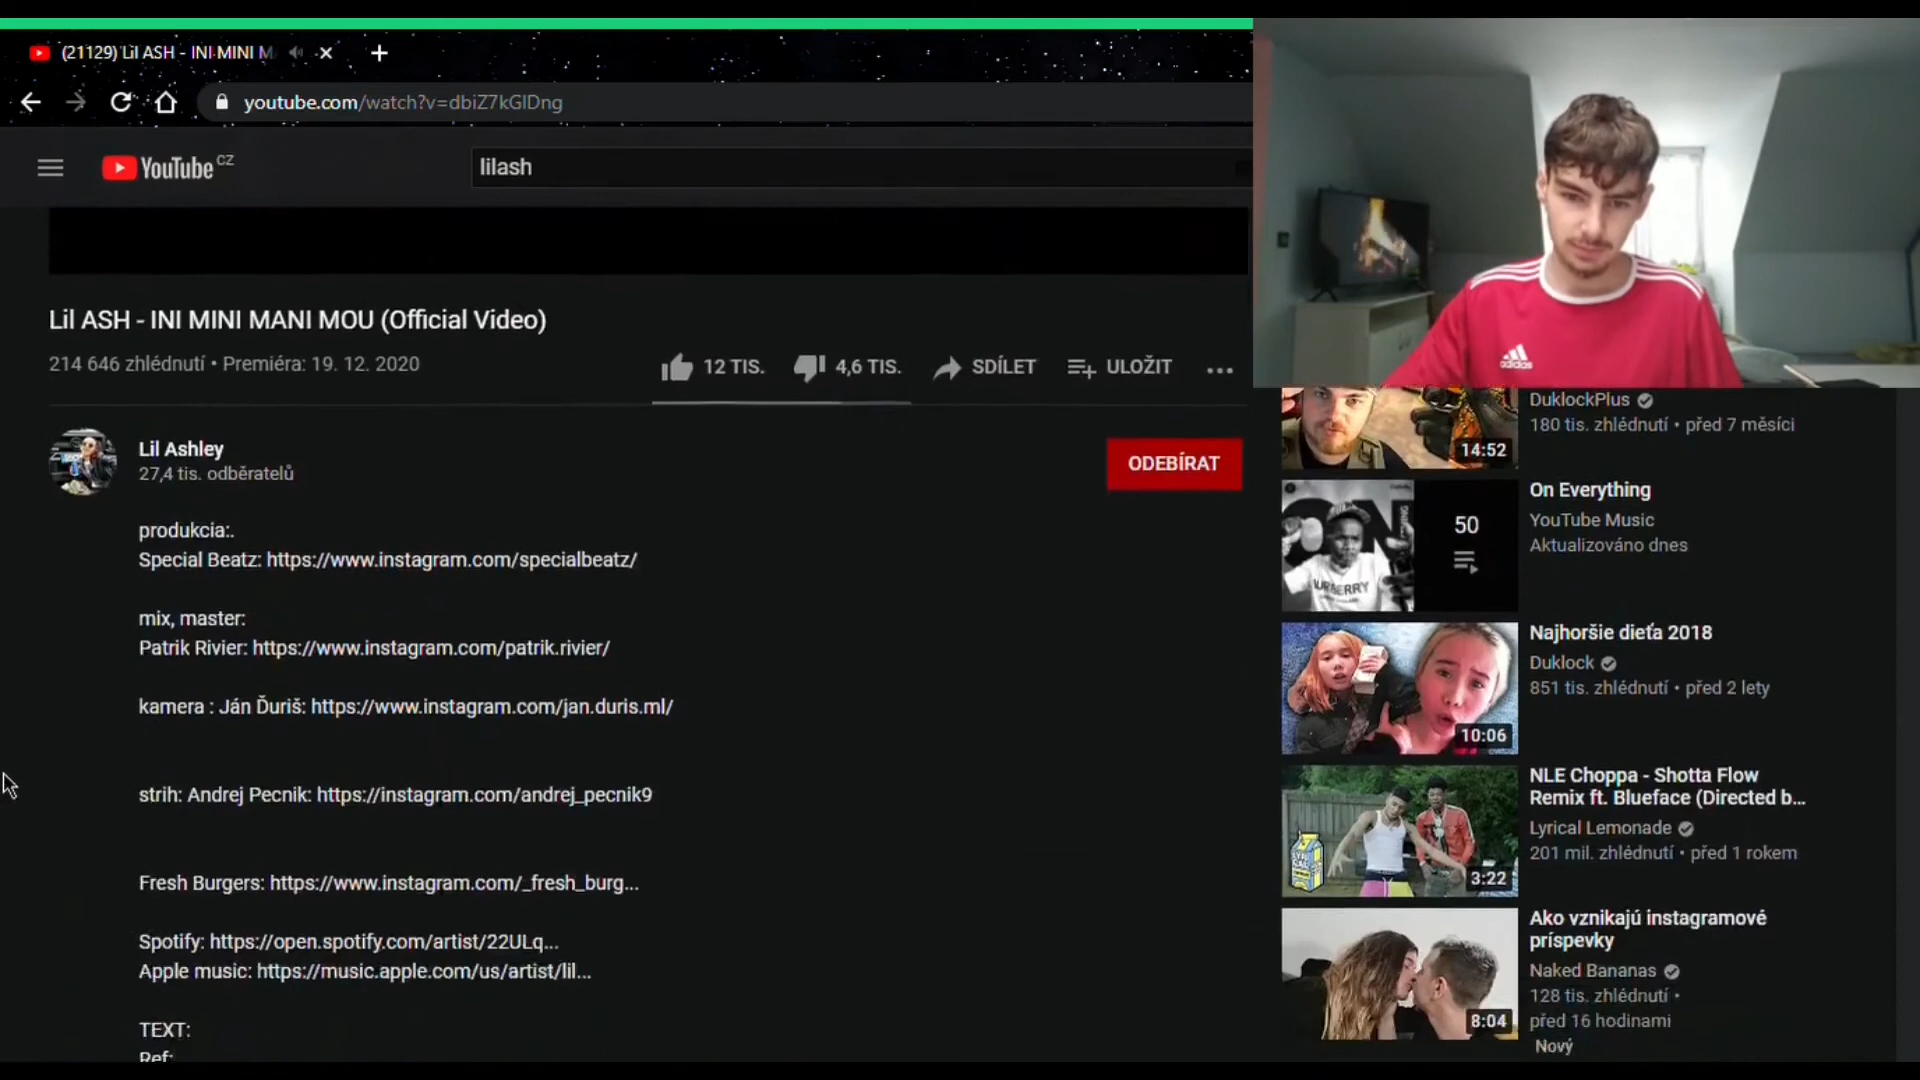 (21129) Lil ASH - INI MINI M
youtube.com/watch?v=dbiZ7kGlDng
YouTube CZ
lilash
Lil ASH - INI MINI MANI MOU (Official Video)
214 646 zhlédnutí • Premiéra: 19. 12. 2020
12 TIS.
4,6 TIS.
SDÍLET
ULOŽIT
Lil Ashley
27,4 tis. odběratelů
ODEBÍRAT
produkcia:.
Special Beatz: https://www.instagram.com/specialbeatz/
mix, master:
Patrik Rivier: https://www.instagram.com/patrik.rivier/
kamera : Ján Ďuriš: https://www.instagram.com/jan.duris.ml/
strih: Andrej Pecnik: https://instagram.com/andrej_pecnik9
Fresh Burgers: https://www.instagram.com/_fresh_burg...
Spotify: https://open.spotify.com/artist/22ULq...
Apple music: https://music.apple.com/us/artist/lil...
TEXT:
Ref:
adidas
14:52
DuklockPlus
180 tis. zhlédnutí • před 7 měsíci
50
On Everything
YouTube Music
Aktualizováno dnes
10:06
Najhoršie dieťa 2018
Duklock
851 tis. zhlédnutí • před 2 lety
3:22
NLE Choppa - Shotta Flow
Remix ft. Blueface (Directed b...
Lyrical Lemonade
201 mil. zhlédnutí • před 1 rokem
8:04
Ako vznikajú instagramové
príspevky
Naked Bananas
128 tis. zhlédnutí •
před 16 hodinami
Nový